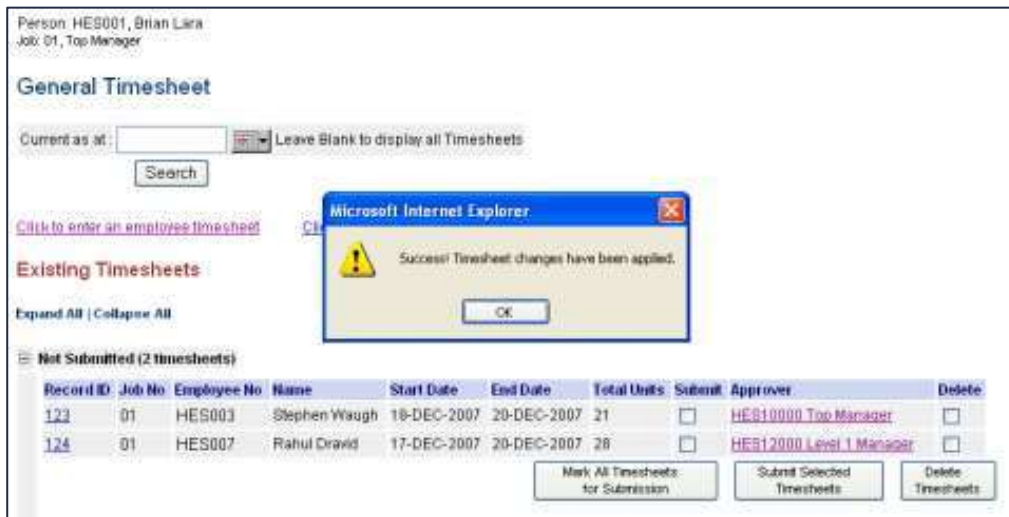 Person: HES001, Brian Lara
Job: 01, Top Manager
General Timesheet
Current as at : Leave Blank to display all Timesheets
Search
Click to enter an employee timesheet Cli
Microsoft Internet Explorer
Success! Timesheet changes have been applied.
OK
Existing Timesheets
Expand All | Collapse All
Not Submitted (2 timesheets)
Record ID Job No Employee No Name Start Date End Date Total Units Submit Approver Delete
123 01 HES003 Stephen Waugh 18-DEC-2007 20-DEC-2007 21 HES10000 Top Manager
124 01 HES007 Rahul Dravid 17-DEC-2007 20-DEC-2007 28 HES12000 Level 1 Manager
Mark All Timesheets for Submission
Submit Selected Timesheets
Delete Timesheets